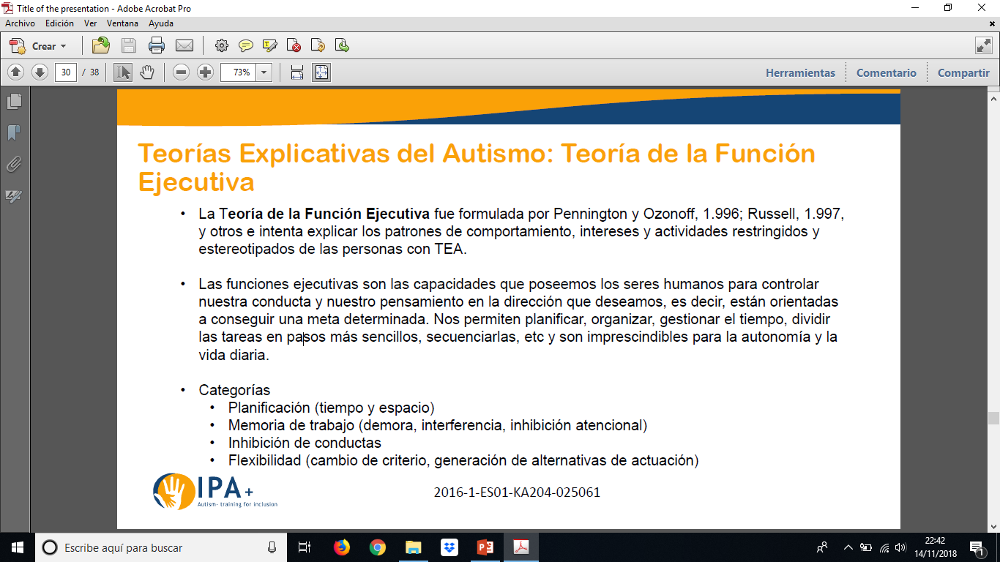 Title of the presentation - Adobe Acrobat Pro
Archivo Edición Ver Ventana Ayuda
Crear
30 / 38 73% Herramientas Comentario Compartir
Teorías Explicativas del Autismo: Teoría de la Función
Ejecutiva
• La Teoría de la Función Ejecutiva fue formulada por Pennington y Ozonoff, 1.996; Russell, 1.997,
y otros e intenta explicar los patrones de comportamiento, intereses y actividades restringidos y
estereotipados de las personas con TEA.
• Las funciones ejecutivas son las capacidades que poseemos los seres humanos para controlar
nuestra conducta y nuestro pensamiento en la dirección que deseamos, es decir, están orientadas
a conseguir una meta determinada. Nos permiten planificar, organizar, gestionar el tiempo, dividir
las tareas en pasos más sencillos, secuenciarlas, etc y son imprescindibles para la autonomía y la
vida diaria.
• Categorías
• Planificación (tiempo y espacio)
• Memoria de trabajo (demora, interferencia, inhibición atencional)
• Inhibición de conductas
• Flexibilidad (cambio de criterio, generación de alternativas de actuación)
IPA+
Autism- training for inclusion
2016-1-ES01-KA204-025061
Escribe aquí para buscar
22:42
14/11/2018
1